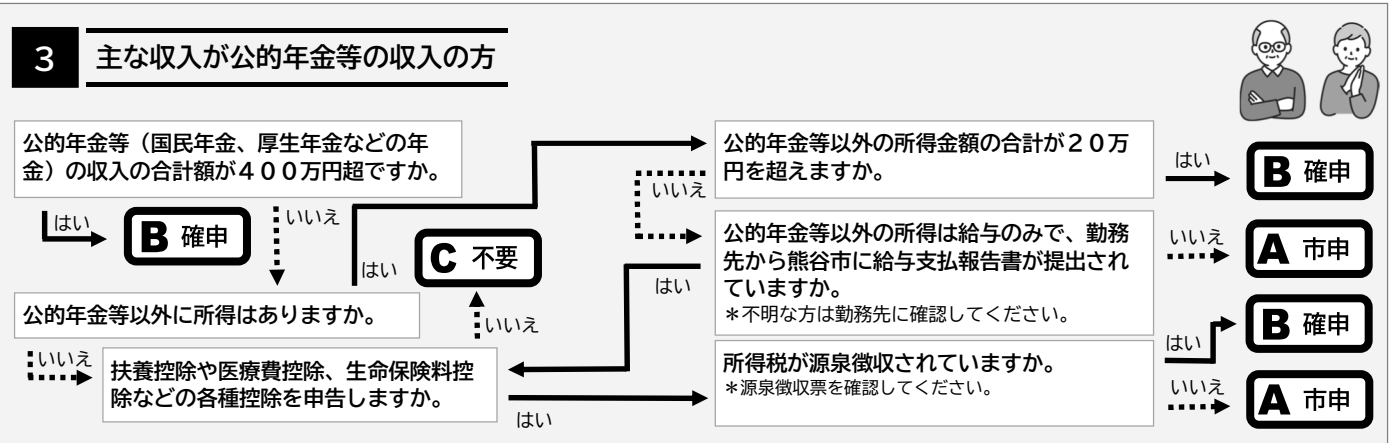 3 主な収入が公的年金等の収入の方
公的年金等（国民年金、厚生年金などの年
金）の収入の合計額が４００万円超ですか。
はい
B 確申
いいえ
公的年金等以外に所得はありますか。
はい
いいえ
扶養控除や医療費控除、生命保険料控
除などの各種控除を申告しますか。
いいえ
C 不要
はい
公的年金等以外の所得金額の合計が２０万
円を超えますか。
はい
B 確申
いいえ
公的年金等以外の所得は給与のみで、勤務
先から熊谷市に給与支払報告書が提出され
ていますか。
＊不明な方は勤務先に確認してください。
いいえ
A 市申
はい
所得税が源泉徴収されていますか。
＊源泉徴収票を確認してください。
はい
B 確申
いいえ
A 市申